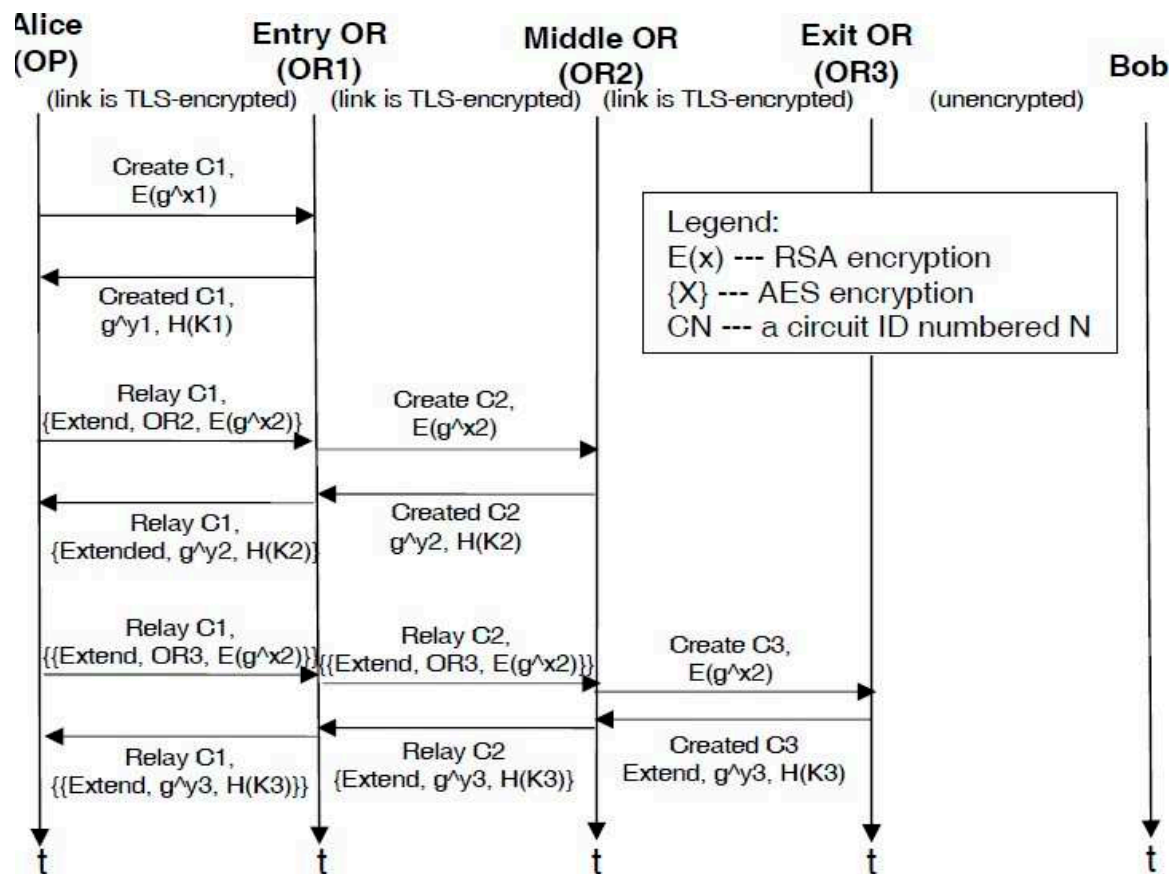 Alice
(OP)
Entry OR
(OR1)
Middle OR
(OR2)
Exit OR
(OR3)
Bob
(link is TLS-encrypted)
(link is TLS-encrypted)
(link is TLS-encrypted)
(unencrypted)
Create C1,
E(g^x1)
Legend:
E(x) --- RSA encryption
{X} --- AES encryption
CN --- a circuit ID numbered N
Created C1,
g^y1, H(K1)
Relay C1,
{Extend, OR2, E(g^x2)}
Create C2,
E(g^x2)
Relay C1,
{Extended, g^y2, H(K2)}
Created C2
g^y2, H(K2)
Relay C1,
{{Extend, OR3, E(g^x2)}}
Relay C2,
{{Extend, OR3, E(g^x2)}}
Create C3,
E(g^x2)
Relay C1,
{{Extend, g^y3, H(K3)}}
Relay C2
{Extend, g^y3, H(K3)}
Created C3
Extend, g^y3, H(K3)
t
t
t
t
t